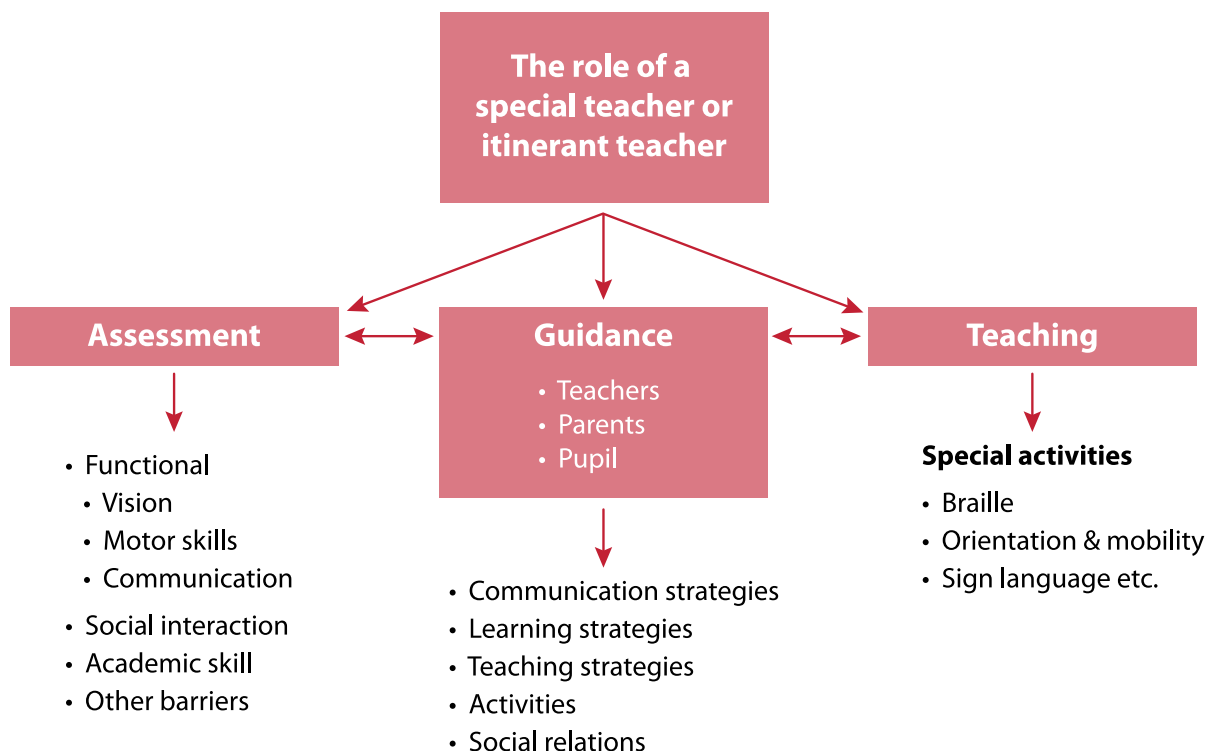 The role of a
special teacher or
itinerant teacher
Assessment
• Functional
• Vision
• Motor skills
• Communication
• Social interaction
• Academic skill
• Other barriers
Guidance
• Teachers
• Parents
• Pupil
• Communication strategies
• Learning strategies
• Teaching strategies
• Activities
• Social relations
Teaching
Special activities
• Braille
• Orientation & mobility
• Sign language etc.